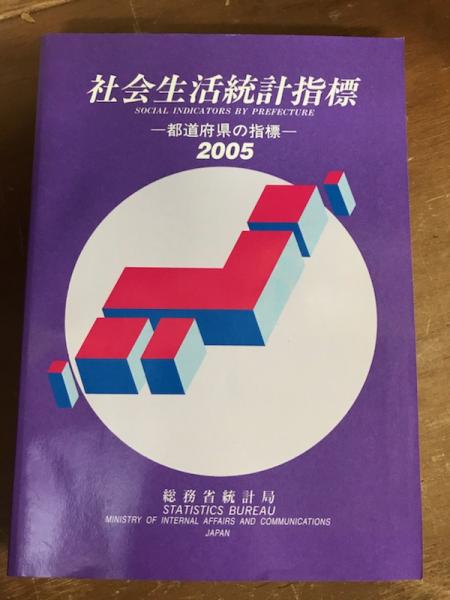 社会生活統計指標
SOCIAL INDICATORS BY PREFECTURE
—都道府県の指標—
2005
総務省統計局
STATISTICS BUREAU
MINISTRY OF INTERNAL AFFAIRS AND COMMUNICATIONS
JAPAN